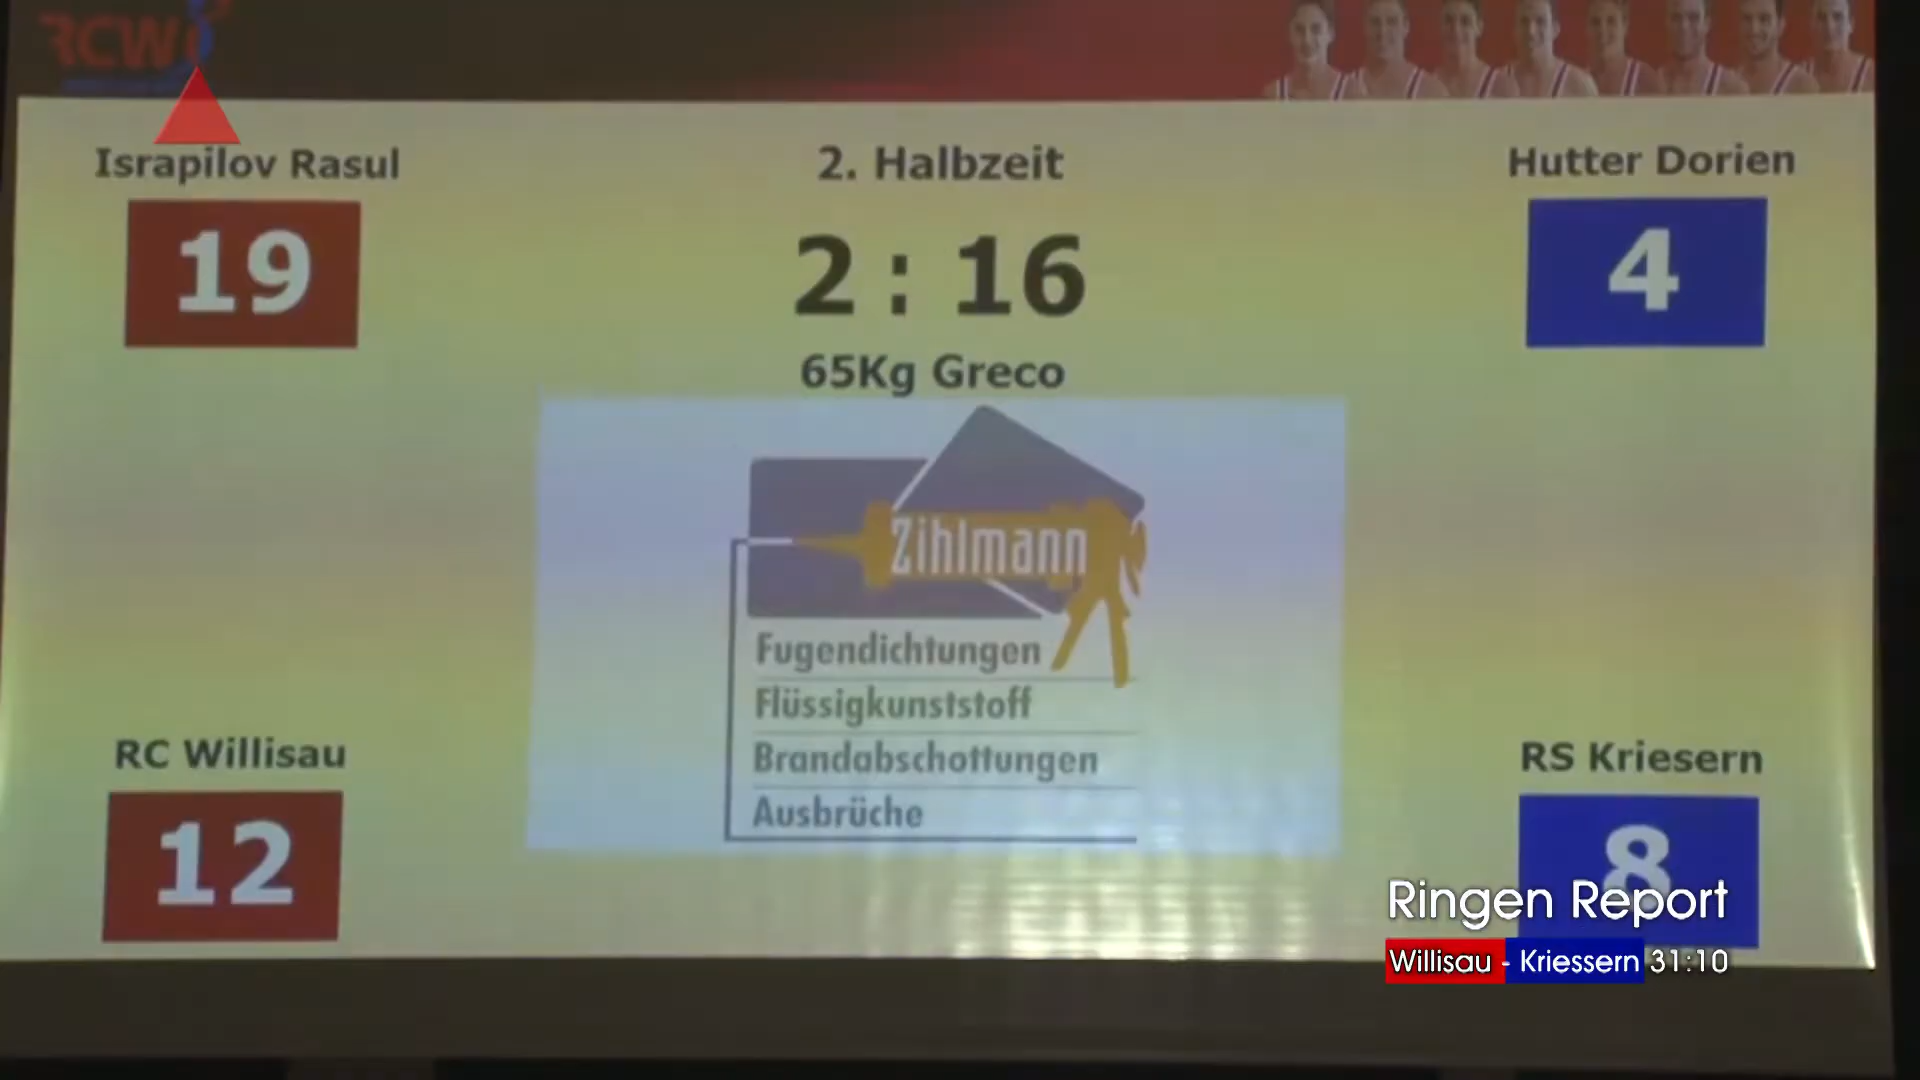 RCW
Israpilov Rasul
2. Halbzeit
Hutter Dorien
19
2 : 16
4
65Kg Greco
Zihlmann
Fugendichtungen
Flüssigkunststoff
Brandabschottungen
Ausbrüche
RC Willisau
RS Kriesern
12
8
Ringen Report
Willisau - Kriessern 31:10